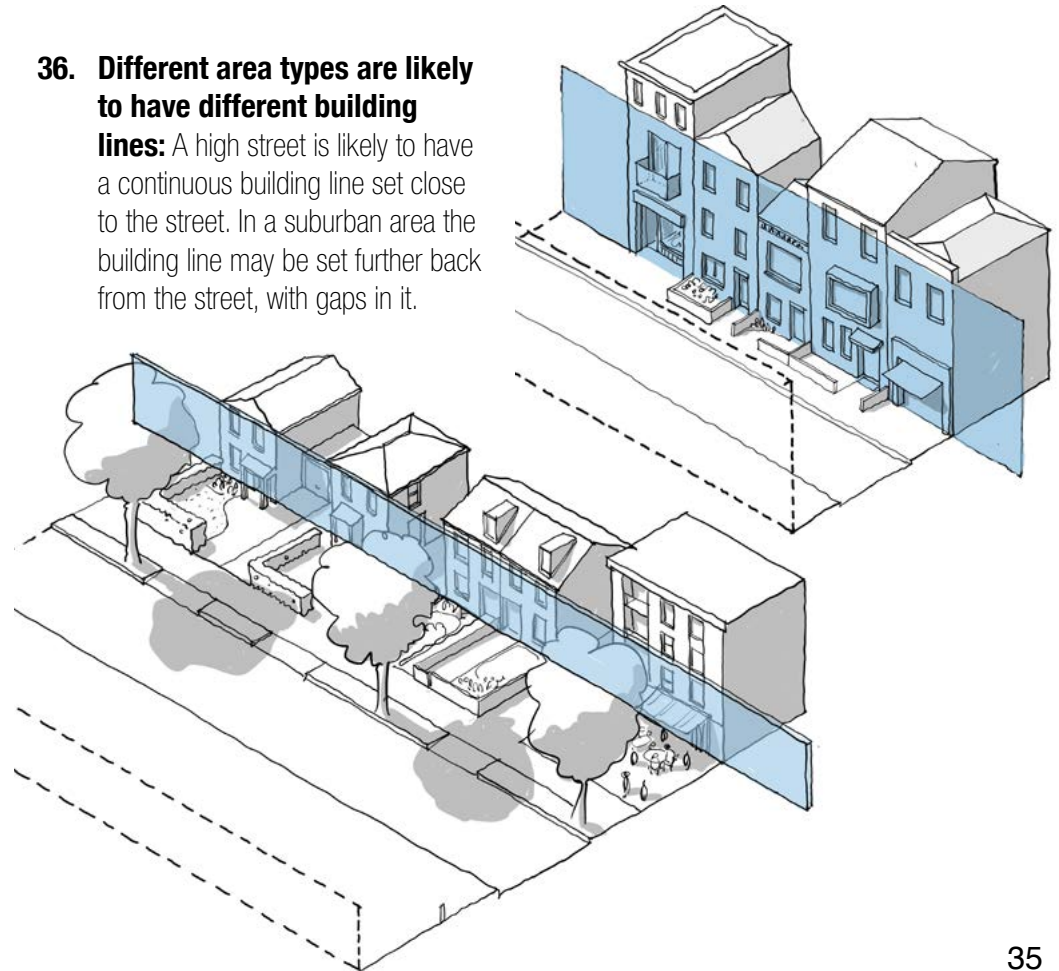 36. Different area types are likely
to have different building
lines: A high street is likely to have
a continuous building line set close
to the street. In a suburban area the
building line may be set further back
from the street, with gaps in it.
35